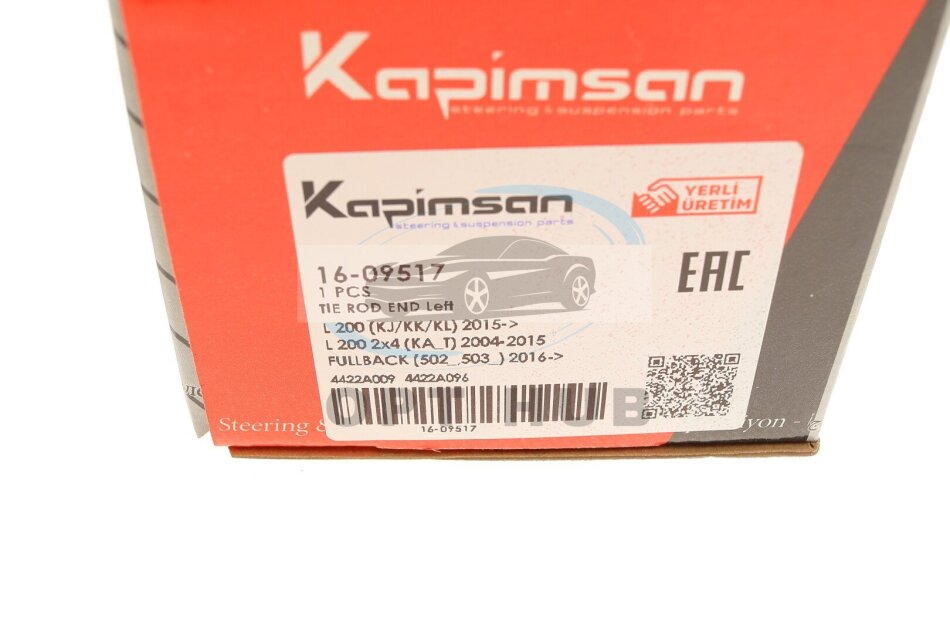 Kapimsan
steering & suspension parts
Kapimsan
steering & suspension parts
YERLİ
ÜRETİM
16-09517
1 PCS
TIE ROD END Left
EAC
L 200 (KJ/KK/KL) 2015->
L 200 2x4 (KA_T) 2004-2015
FULLBACK (502_,503_) 2016->
4422A009 4422A096
16-09517
OPT HUB
Steering &